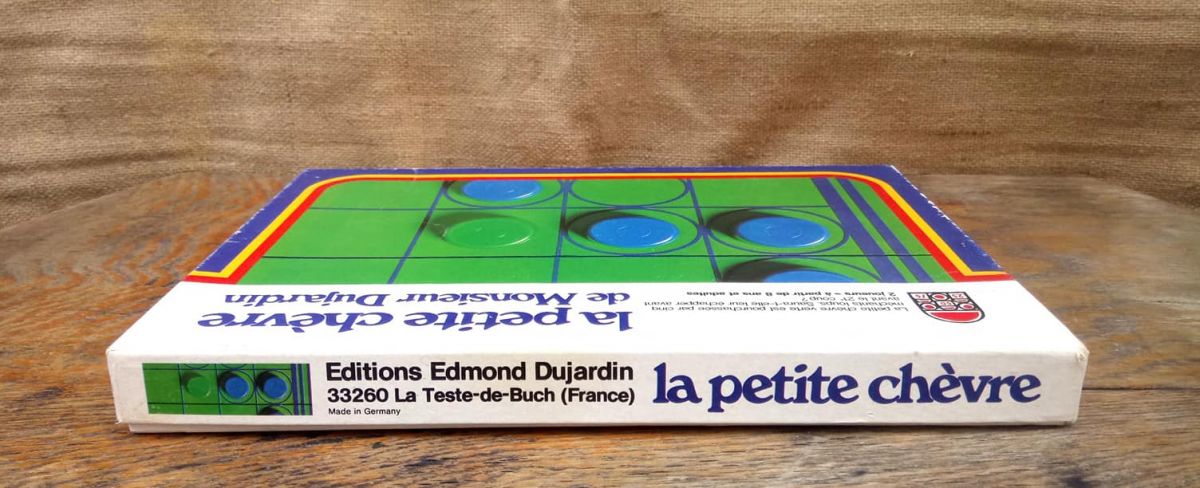 la petite chèvre
de Monsieur Dujardin
La petite chèvre verte est pourchassée par cinq
méchants loups. Saura-t-elle leur échapper avant
avant le 21e coup?
2 joueurs - à partir de 8 ans et adultes
Editions Edmond Dujardin
33260 La Teste-de-Buch (France)
Made in Germany
la petite chèvre